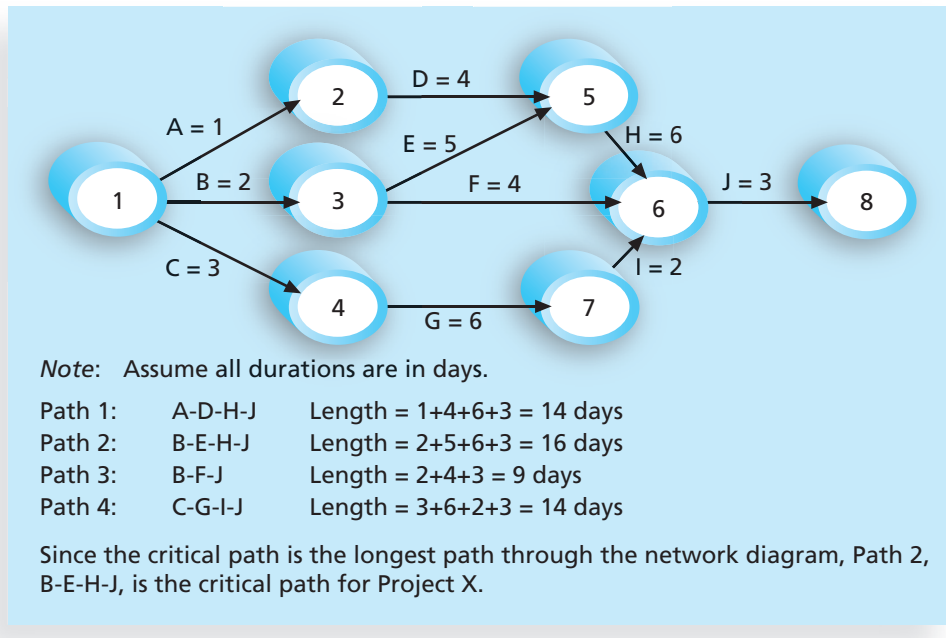 2
D = 4
5
A = 1
E = 5
H = 6
1
B = 2
3
F = 4
6
J = 3
8
C = 3
I = 2
4
G = 6
7
Note: Assume all durations are in days.
Path 1: A-D-H-J Length = 1+4+6+3 = 14 days
Path 2: B-E-H-J Length = 2+5+6+3 = 16 days
Path 3: B-F-J Length = 2+4+3 = 9 days
Path 4: C-G-I-J Length = 3+6+2+3 = 14 days
Since the critical path is the longest path through the network diagram, Path 2,
B-E-H-J, is the critical path for Project X.